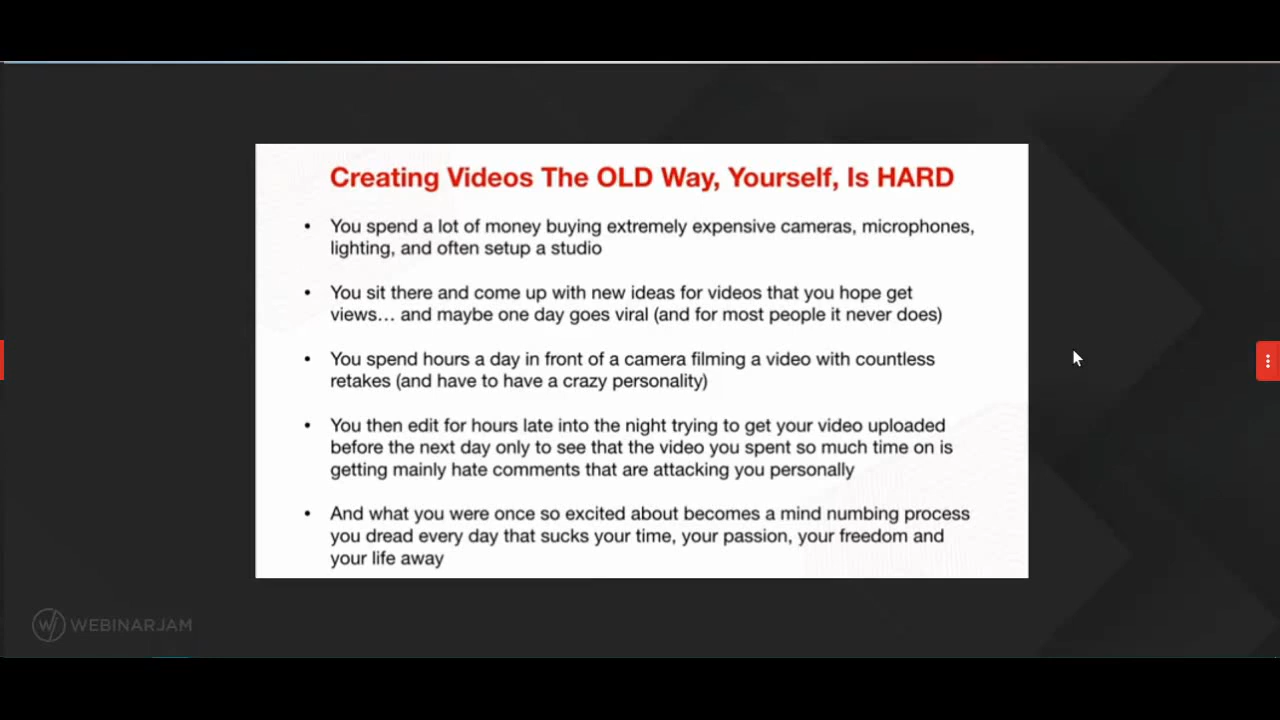 Creating Videos The OLD Way, Yourself, Is HARD
• You spend a lot of money buying extremely expensive cameras, microphones,
lighting, and often setup a studio
• You sit there and come up with new ideas for videos that you hope get
views… and maybe one day goes viral (and for most people it never does)
• You spend hours a day in front of a camera filming a video with countless
retakes (and have to have a crazy personality)
• You then edit for hours late into the night trying to get your video uploaded
before the next day only to see that the video you spent so much time on is
getting mainly hate comments that are attacking you personally
• And what you were once so excited about becomes a mind numbing process
you dread every day that sucks your time, your passion, your freedom and
your life away
WEBINARJAM